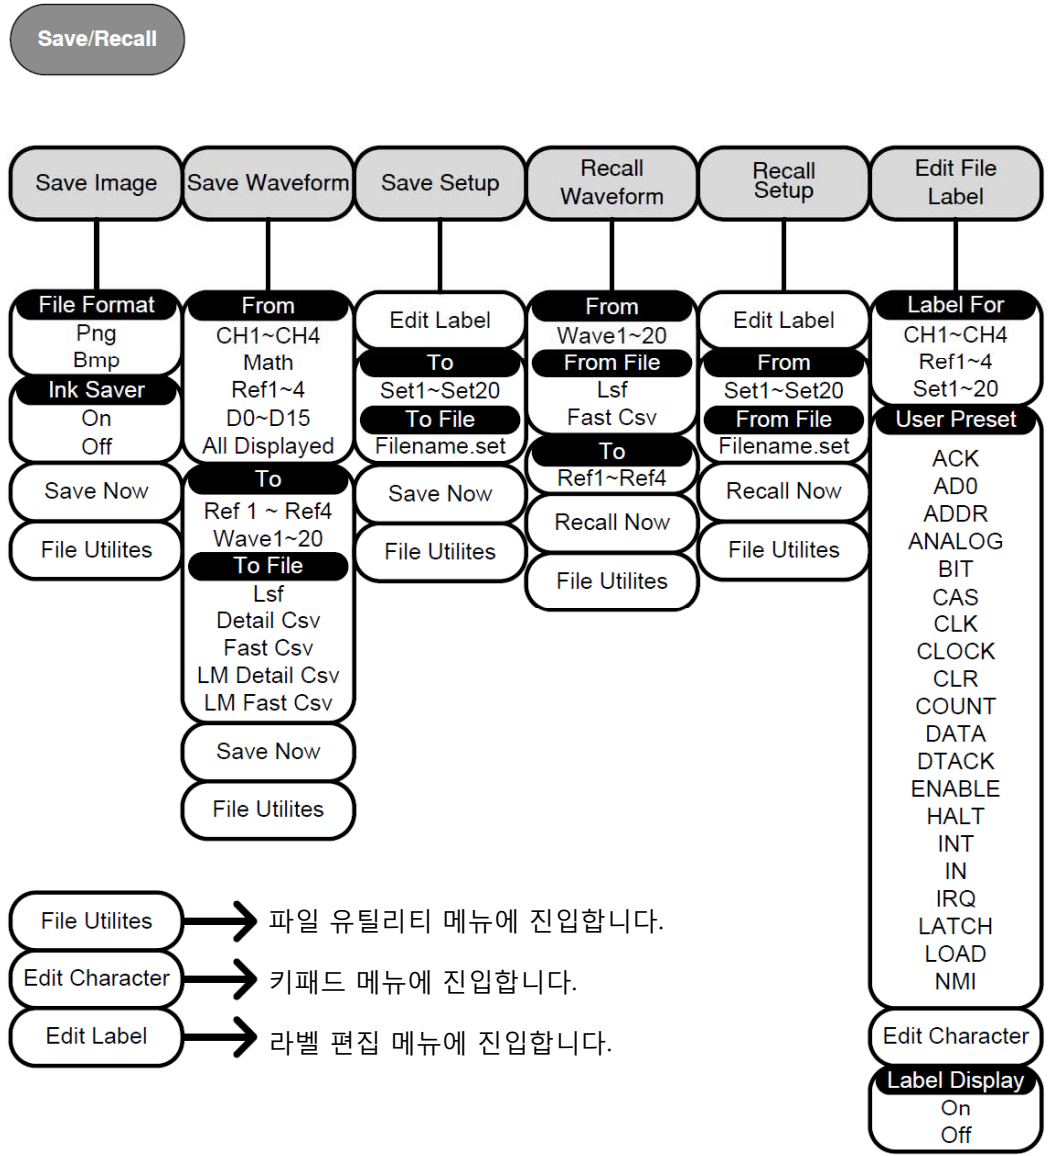 Save/Recall
Save Image
File Format
Png
Bmp
Ink Saver
On
Off
Save Now
File Utilites
Save Waveform
From
CH1~CH4
Math
Ref1~4
D0~D15
All Displayed
To
Ref 1 ~ Ref4
Wave1~20
To File
Lsf
Detail Csv
Fast Csv
LM Detail Csv
LM Fast Csv
Save Now
File Utilites
Save Setup
Edit Label
To
Set1~Set20
To File
Filename.set
Save Now
File Utilites
Recall
Waveform
From
Wave1~20
From File
Lsf
Fast Csv
To
Ref1~Ref4
Recall Now
File Utilites
Recall
Setup
Edit Label
From
Set1~Set20
From File
Filename.set
Recall Now
File Utilites
Edit File
Label
Label For
CH1~CH4
Ref1~4
Set1~20
User Preset
ACK
AD0
ADDR
ANALOG
BIT
CAS
CLK
CLOCK
CLR
COUNT
DATA
DTACK
ENABLE
HALT
INT
IN
IRQ
LATCH
LOAD
NMI
Edit Character
Label Display
On
Off
File Utilites 파일 유틸리티 메뉴에 진입합니다.
Edit Character 키패드 메뉴에 진입합니다.
Edit Label 라벨 편집 메뉴에 진입합니다.